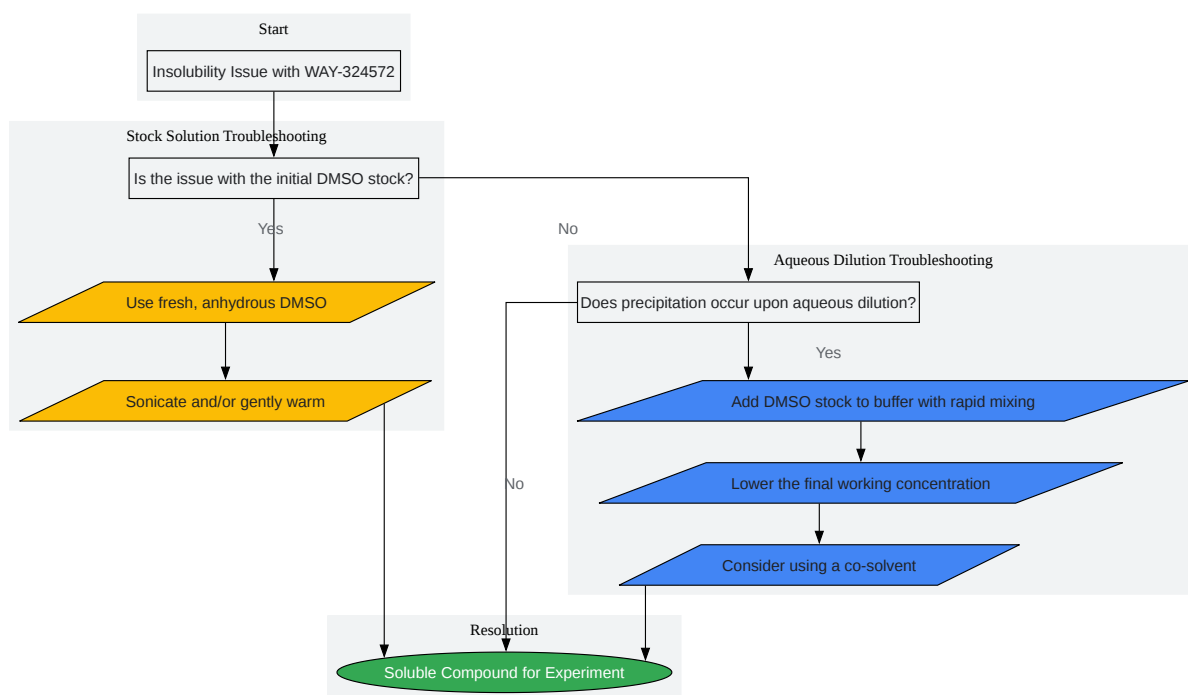 Start
Insolubility Issue with WAY-324572
Stock Solution Troubleshooting
Is the issue with the initial DMSO stock?
Yes
No
Use fresh, anhydrous DMSO
Sonicate and/or gently warm
Aqueous Dilution Troubleshooting
Does precipitation occur upon aqueous dilution?
Yes
No
Add DMSO stock to buffer with rapid mixing
Lower the final working concentration
Consider using a co-solvent
Resolution
Soluble Compound for Experiment